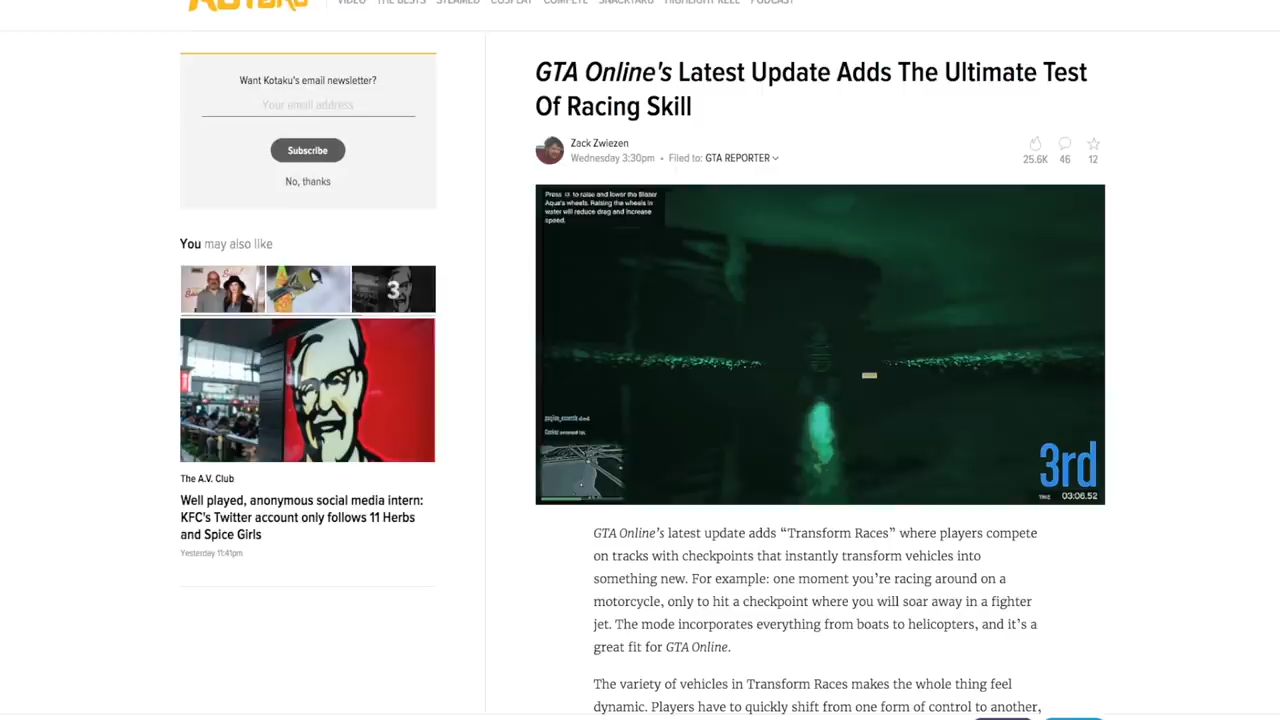 VIDEO THE BESTS STEAMED COSPLAY COMPETE SNACKTAKU HIGHLIGHT REEL PODCAST
Want Kotaku's email newsletter?
Your email address
Subscribe
No, thanks
You may also like
3
The A.V. Club
Well played, anonymous social media intern:
KFC's Twitter account only follows 11 Herbs
and Spice Girls
Yesterday 11:41pm
GTA Online's Latest Update Adds The Ultimate Test
Of Racing Skill
Zack Zwiezen
Wednesday 3:30pm • Filed to: GTA REPORTER
25.6K 46 12
Press to raise and lower the Blazer
Aqua's wheels. Raising the wheels in
water will reduce drag and increase
speed.
3rd
TIME 03:06.52
GTA Online's latest update adds “Transform Races” where players compete
on tracks with checkpoints that instantly transform vehicles into
something new. For example: one moment you're racing around on a
motorcycle, only to hit a checkpoint where you will soar away in a fighter
jet. The mode incorporates everything from boats to helicopters, and it's a
great fit for GTA Online.
The variety of vehicles in Transform Races makes the whole thing feel
dynamic. Players have to quickly shift from one form of control to another,